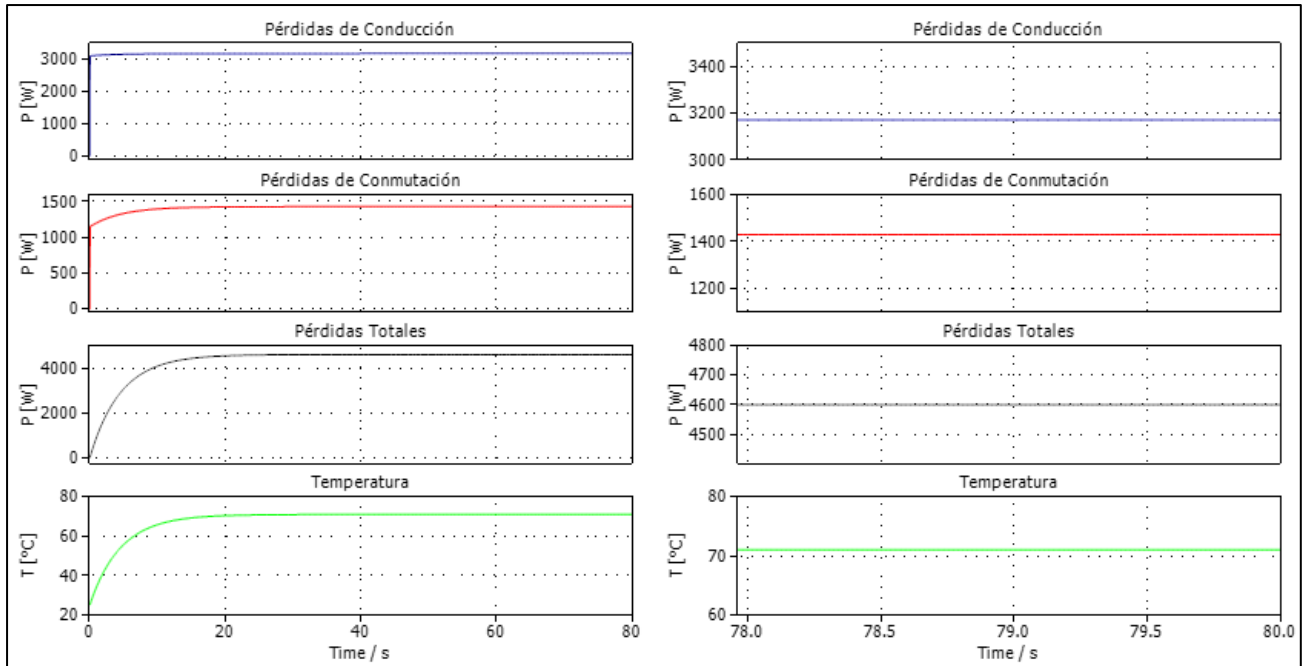 Pérdidas de Conducción
P [W]
3000
2000
1000
0
Pérdidas de Conmutación
P [W]
1500
1000
500
0
Pérdidas Totales
P [W]
4000
2000
0
Temperatura
T [ºC]
80
60
40
20
0
20
40
60
80
Time / s
Pérdidas de Conducción
P [W]
3400
3200
3000
Pérdidas de Conmutación
P [W]
1600
1400
1200
Pérdidas Totales
P [W]
4800
4700
4600
4500
Temperatura
T [ºC]
80
70
60
78.0
78.5
79.0
79.5
80.0
Time / s